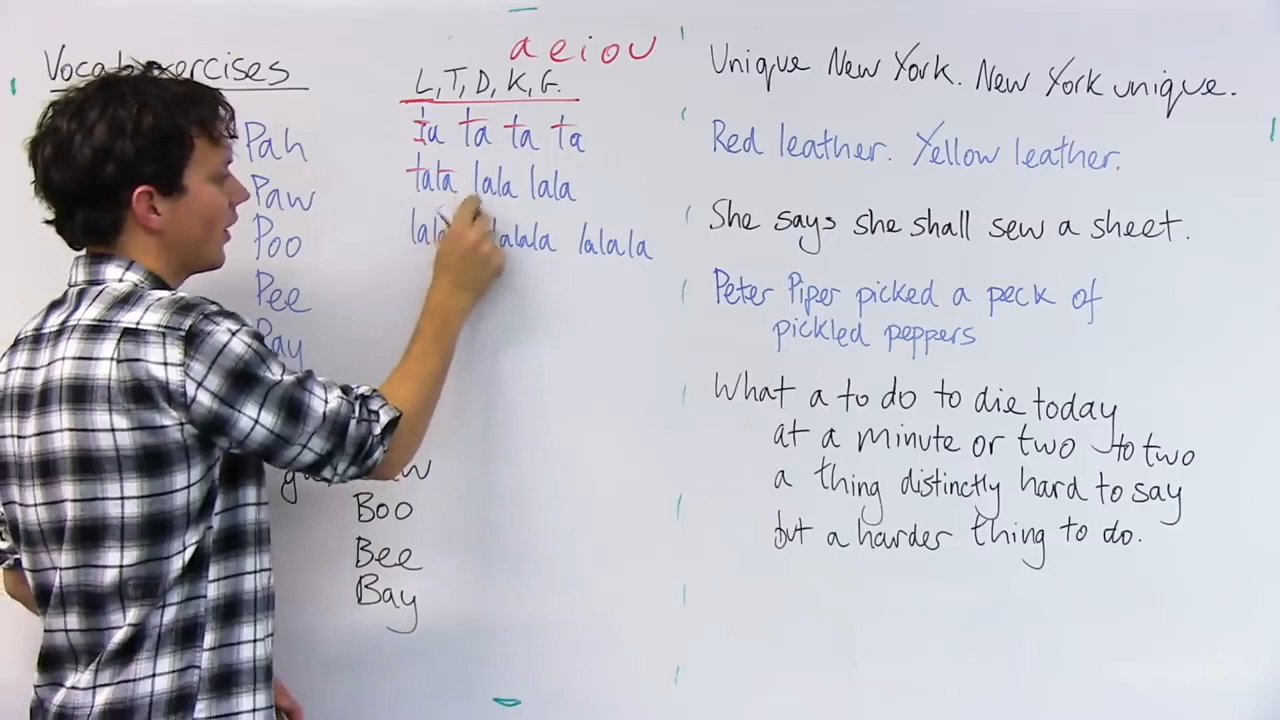 Vocab exercises
Pah
Paw
Poo
Pee
Pay
Boo
Bee
Bay
a e i o u
L, T, D, K, G.
ta ta ta
tata lala lala
lalala lalala
Unique New York. New York unique.
Red leather. Yellow leather.
She says she shall sew a sheet.
Peter Piper picked a peck of
pickled peppers
What a to do to die today
at a minute or two to two
a thing distinctly hard to say
but a harder thing to do.